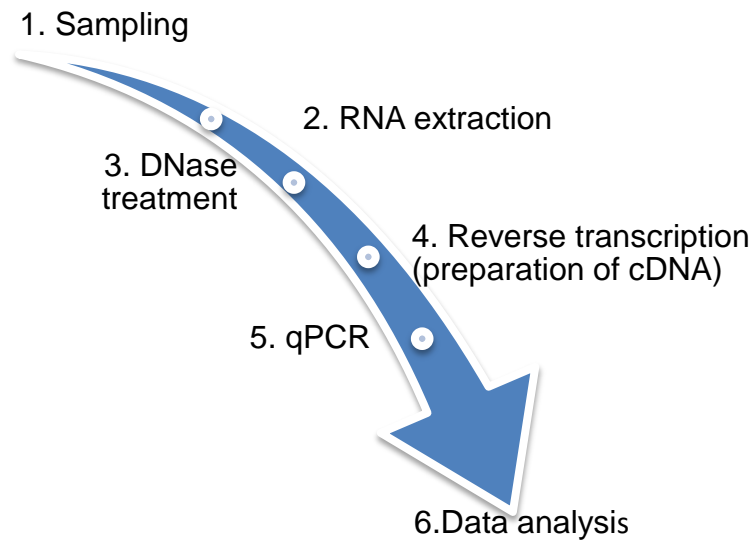 1. Sampling
2. RNA extraction
3. DNase
treatment
4. Reverse transcription
(preparation of cDNA)
5. qPCR
6.Data analysis